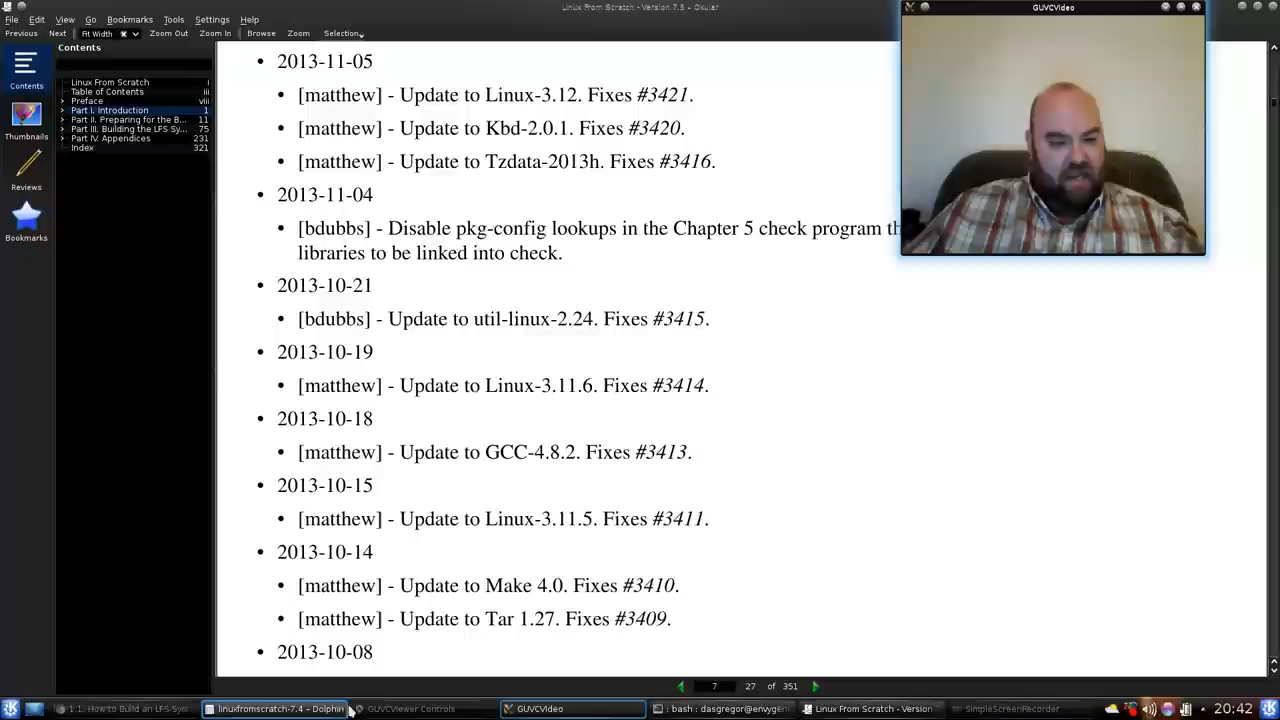 Linux From Scratch - Version 7.5 - Okular
File Edit View Go Bookmarks Tools Settings Help
Previous Next Fit Width Zoom Out Zoom In Browse Zoom Selection
GUVCVideo
Contents
Contents
Thumbnails
Reviews
Bookmarks
Linux From Scratch i
Table of Contents iii
Preface viii
Part I. Introduction 1
Part II. Preparing for the B... 11
Part III. Building the LFS Sy... 75
Part IV. Appendices 231
Index 321
• 2013-11-05
• [matthew] - Update to Linux-3.12. Fixes #3421.
• [matthew] - Update to Kbd-2.0.1. Fixes #3420.
• [matthew] - Update to Tzdata-2013h. Fixes #3416.
• 2013-11-04
• [bdubbs] - Disable pkg-config lookups in the Chapter 5 check program
libraries to be linked into check.
• 2013-10-21
• [bdubbs] - Update to util-linux-2.24. Fixes #3415.
• 2013-10-19
• [matthew] - Update to Linux-3.11.6. Fixes #3414.
• 2013-10-18
• [matthew] - Update to GCC-4.8.2. Fixes #3413.
• 2013-10-15
• [matthew] - Update to Linux-3.11.5. Fixes #3411.
• 2013-10-14
• [matthew] - Update to Make 4.0. Fixes #3410.
• [matthew] - Update to Tar 1.27. Fixes #3409.
• 2013-10-08
7 27 of 351
1.1. How to Build an LFS Sys linuxfromscratch-7.4 – Dolphin GUVCViewer Controls GUVCVideo : bash : dasgregor@envygen Linux From Scratch - Version SimpleScreenRecorder 20:42